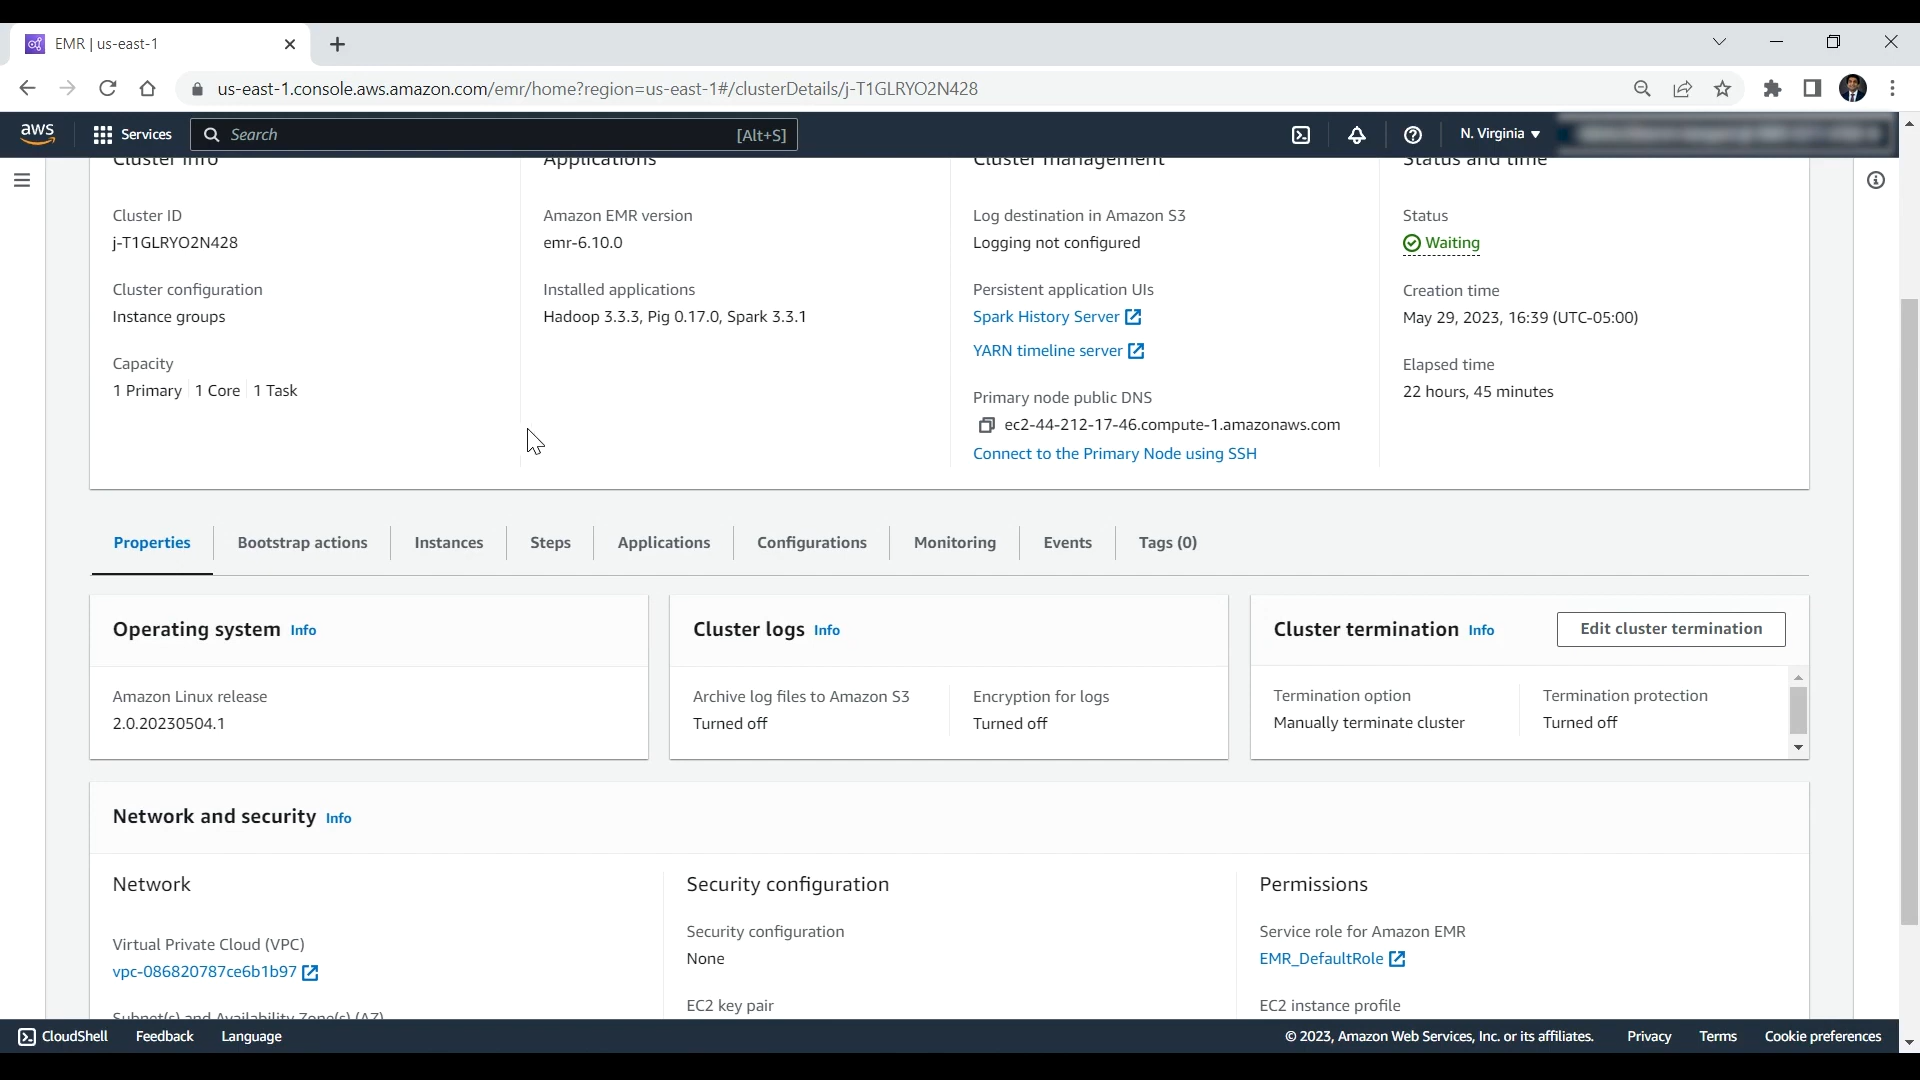 EMR | us-east-1
us-east-1.console.aws.amazon.com/emr/home?region=us-east-1#/clusterDetails/j-T1GLRYO2N428
aws Services Search [Alt+S] N. Virginia
Cluster info
Applications
Cluster management
Status and time
Cluster ID
j-T1GLRYO2N428
Cluster configuration
Instance groups
Capacity
1 Primary 1 Core 1 Task
Amazon EMR version
emr-6.10.0
Installed applications
Hadoop 3.3.3, Pig 0.17.0, Spark 3.3.1
Log destination in Amazon S3
Logging not configured
Persistent application UIs
Spark History Server
YARN timeline server
Primary node public DNS
ec2-44-212-17-46.compute-1.amazonaws.com
Connect to the Primary Node using SSH
Status
Waiting
Creation time
May 29, 2023, 16:39 (UTC-05:00)
Elapsed time
22 hours, 45 minutes
Properties Bootstrap actions Instances Steps Applications Configurations Monitoring Events Tags (0)
Operating system Info
Amazon Linux release
2.0.20230504.1
Cluster logs Info
Archive log files to Amazon S3
Turned off
Encryption for logs
Turned off
Cluster termination Info
Edit cluster termination
Termination option
Manually terminate cluster
Termination protection
Turned off
Network and security Info
Network
Virtual Private Cloud (VPC)
vpc-086820787ce6b1b97
Subnet(s) and Availability Zone(s) (AZ)
Security configuration
Security configuration
None
EC2 key pair
Permissions
Service role for Amazon EMR
EMR_DefaultRole
EC2 instance profile
CloudShell Feedback Language © 2023, Amazon Web Services, Inc. or its affiliates. Privacy Terms Cookie preferences